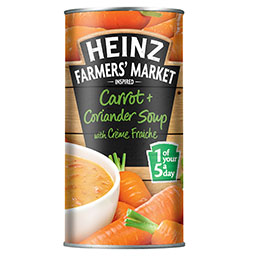 HEINZ
FARMERS' MARKET
INSPIRED
Carrot +
Coriander Soup
with Crème Fraîche
1 of
your
5 a
day